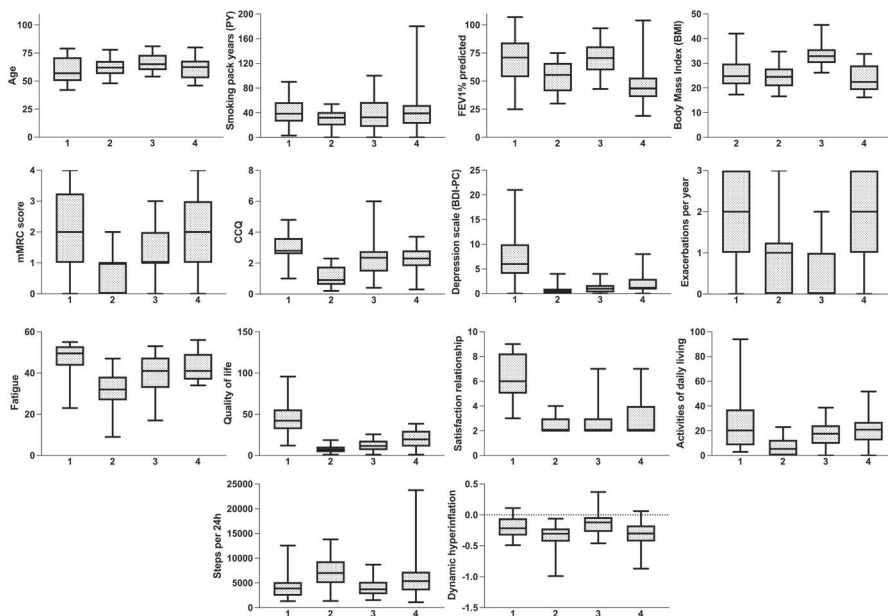 Age
100
75
50
25
0
1 2 3 4
Smoking pack years (PY)
200
160
120
80
40
0
1 2 3 4
FEV1% predicted
100
75
50
25
0
1 2 3 4
Body Mass Index (BMI)
50
40
30
20
10
0
2 2 3 4
mMRC score
4
3
2
1
0
1 2 3 4
CCQ
8
6
4
2
0
1 2 3 4
Depression scale (BDI-PC)
25
20
15
10
5
0
1 2 3 4
Exacerbations per year
3
2
1
0
1 2 3 4
Fatigue
60
40
20
0
1 2 3 4
Quality of life
150
100
50
0
1 2 3 4
Satisfaction relationship
10
8
6
4
2
0
1 2 3 4
Activities of daily living
100
80
60
40
20
0
1 2 3 4
Steps per 24h
25000
20000
15000
10000
5000
0
1 2 3 4
Dynamic hyperinflation
0.5
0.0
-0.5
-1.0
-1.5
1 2 3 4